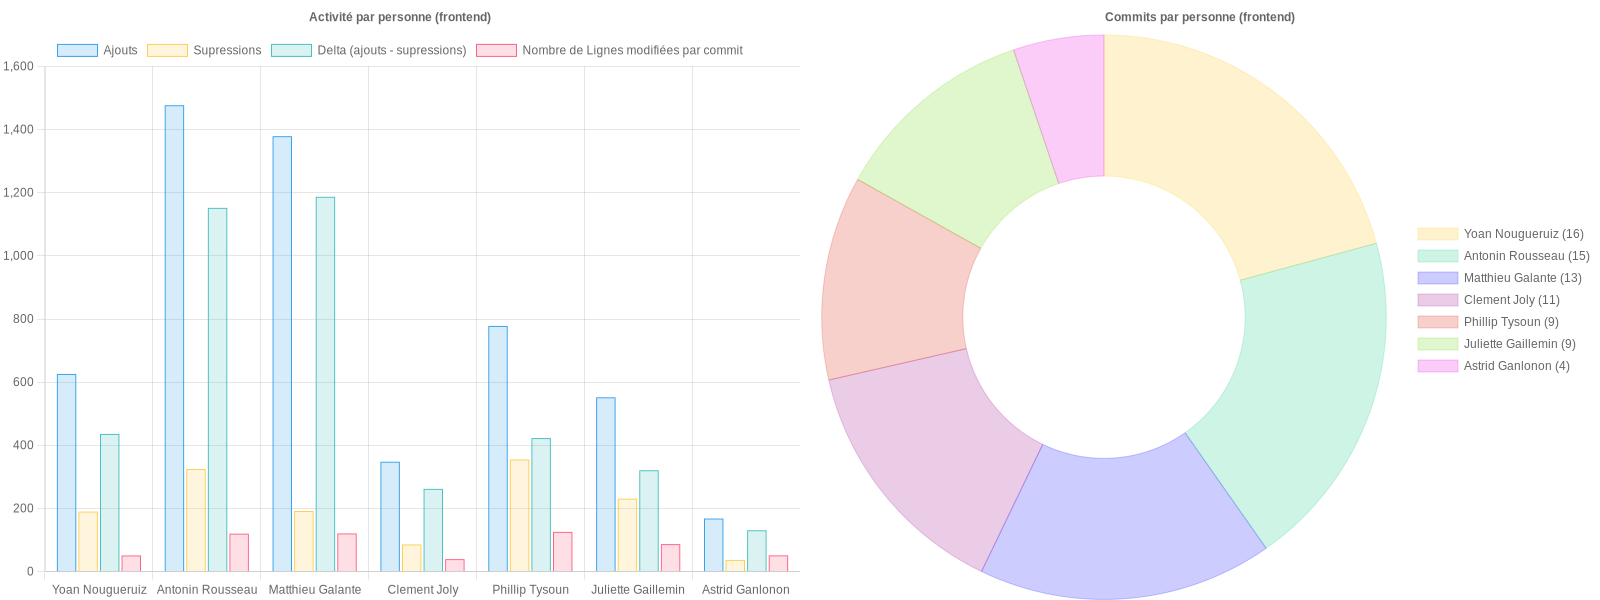 Activité par personne (frontend)
Ajouts Supressions Delta (ajouts - supressions) Nombre de Lignes modifiées par commit
1,600
1,400
1,200
1,000
800
600
400
200
0
Yoan Nougueruiz Antonin Rousseau Matthieu Galante Clement Joly Phillip Tysoun Juliette Gaillemin Astrid Ganlonon
Commits par personne (frontend)
Yoan Nougueruiz (16)
Antonin Rousseau (15)
Matthieu Galante (13)
Clement Joly (11)
Phillip Tysoun (9)
Juliette Gaillemin (9)
Astrid Ganlonon (4)